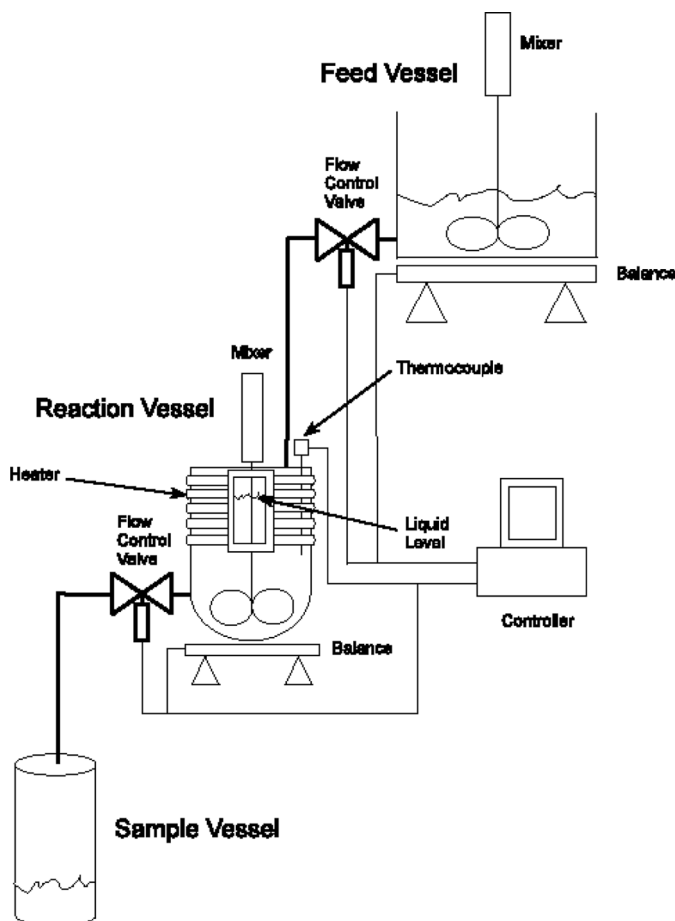 Mixer
Feed Vessel
Flow
Control
Valve
Balance
Mixer
Thermocouple
Reaction Vessel
Heater
Flow
Control
Valve
Liquid
Level
Controller
Balance
Sample Vessel